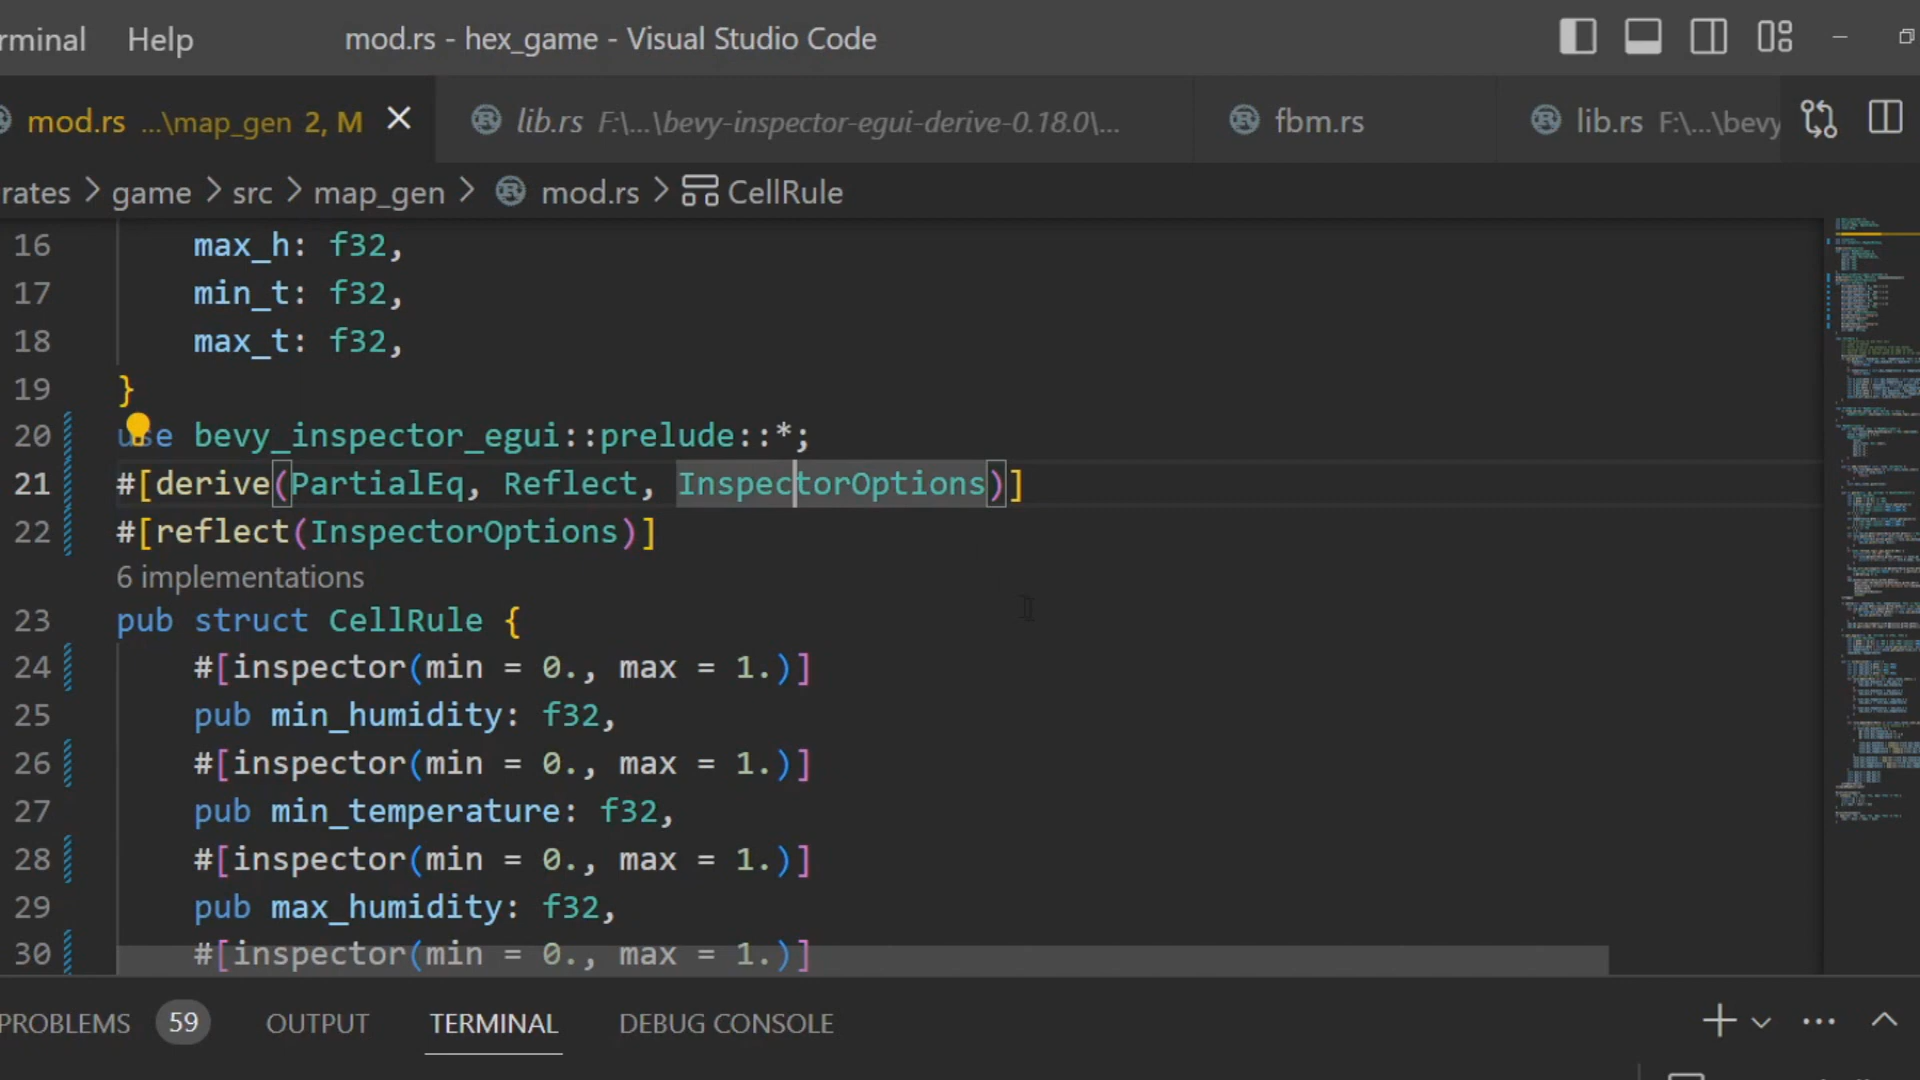 rminal Help mod.rs - hex_game - Visual Studio Code
mod.rs ...\map_gen 2, M lib.rs F:\...\bevy-inspector-egui-derive-0.18.0\... fbm.rs lib.rs F:\...\bevy
rates > game > src > map_gen > mod.rs > CellRule
16 max_h: f32,
17 min_t: f32,
18 max_t: f32,
19 }
20 use bevy_inspector_egui::prelude::*;
21 #[derive(PartialEq, Reflect, InspectorOptions)]
22 #[reflect(InspectorOptions)]
6 implementations
23 pub struct CellRule {
24 #[inspector(min = 0., max = 1.)]
25 pub min_humidity: f32,
26 #[inspector(min = 0., max = 1.)]
27 pub min_temperature: f32,
28 #[inspector(min = 0., max = 1.)]
29 pub max_humidity: f32,
30 #[inspector(min = 0., max = 1.)]
PROBLEMS 59 OUTPUT TERMINAL DEBUG CONSOLE